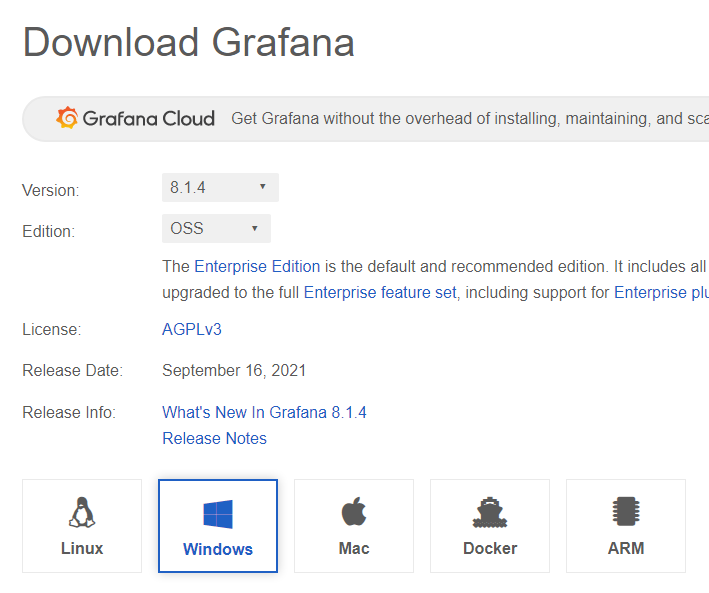 Download Grafana
Grafana Cloud Get Grafana without the overhead of installing, maintaining, and
Version: 8.1.4
Edition: OSS
The Enterprise Edition is the default and recommended edition. It includes all
upgraded to the full Enterprise feature set, including support for Enterprise
License: AGPLv3
Release Date: September 16, 2021
Release Info: What's New In Grafana 8.1.4
Release Notes
Linux Windows Mac Docker ARM